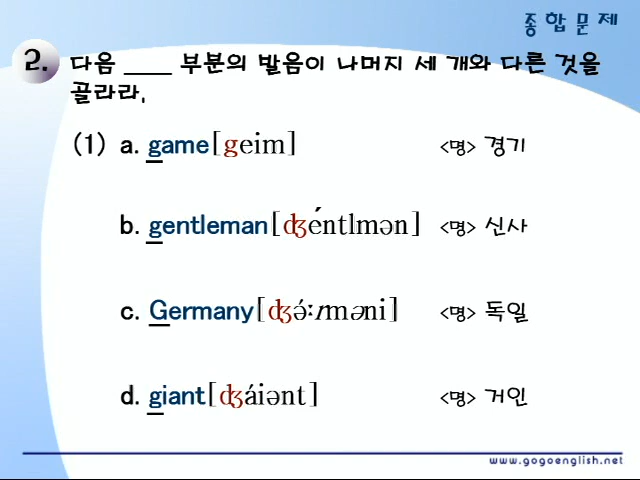 종합문제
2. 다음 ____ 부분의 발음이 나머지 세 개와 다른 것을
골라라.
(1) a. game[geim] <명> 경기
b. gentleman[ʤéntlmən] <명> 신사
c. Germany[ʤə́ːrməni] <명> 독일
d. giant[ʤáiənt] <명> 거인
www.gogoenglish.net